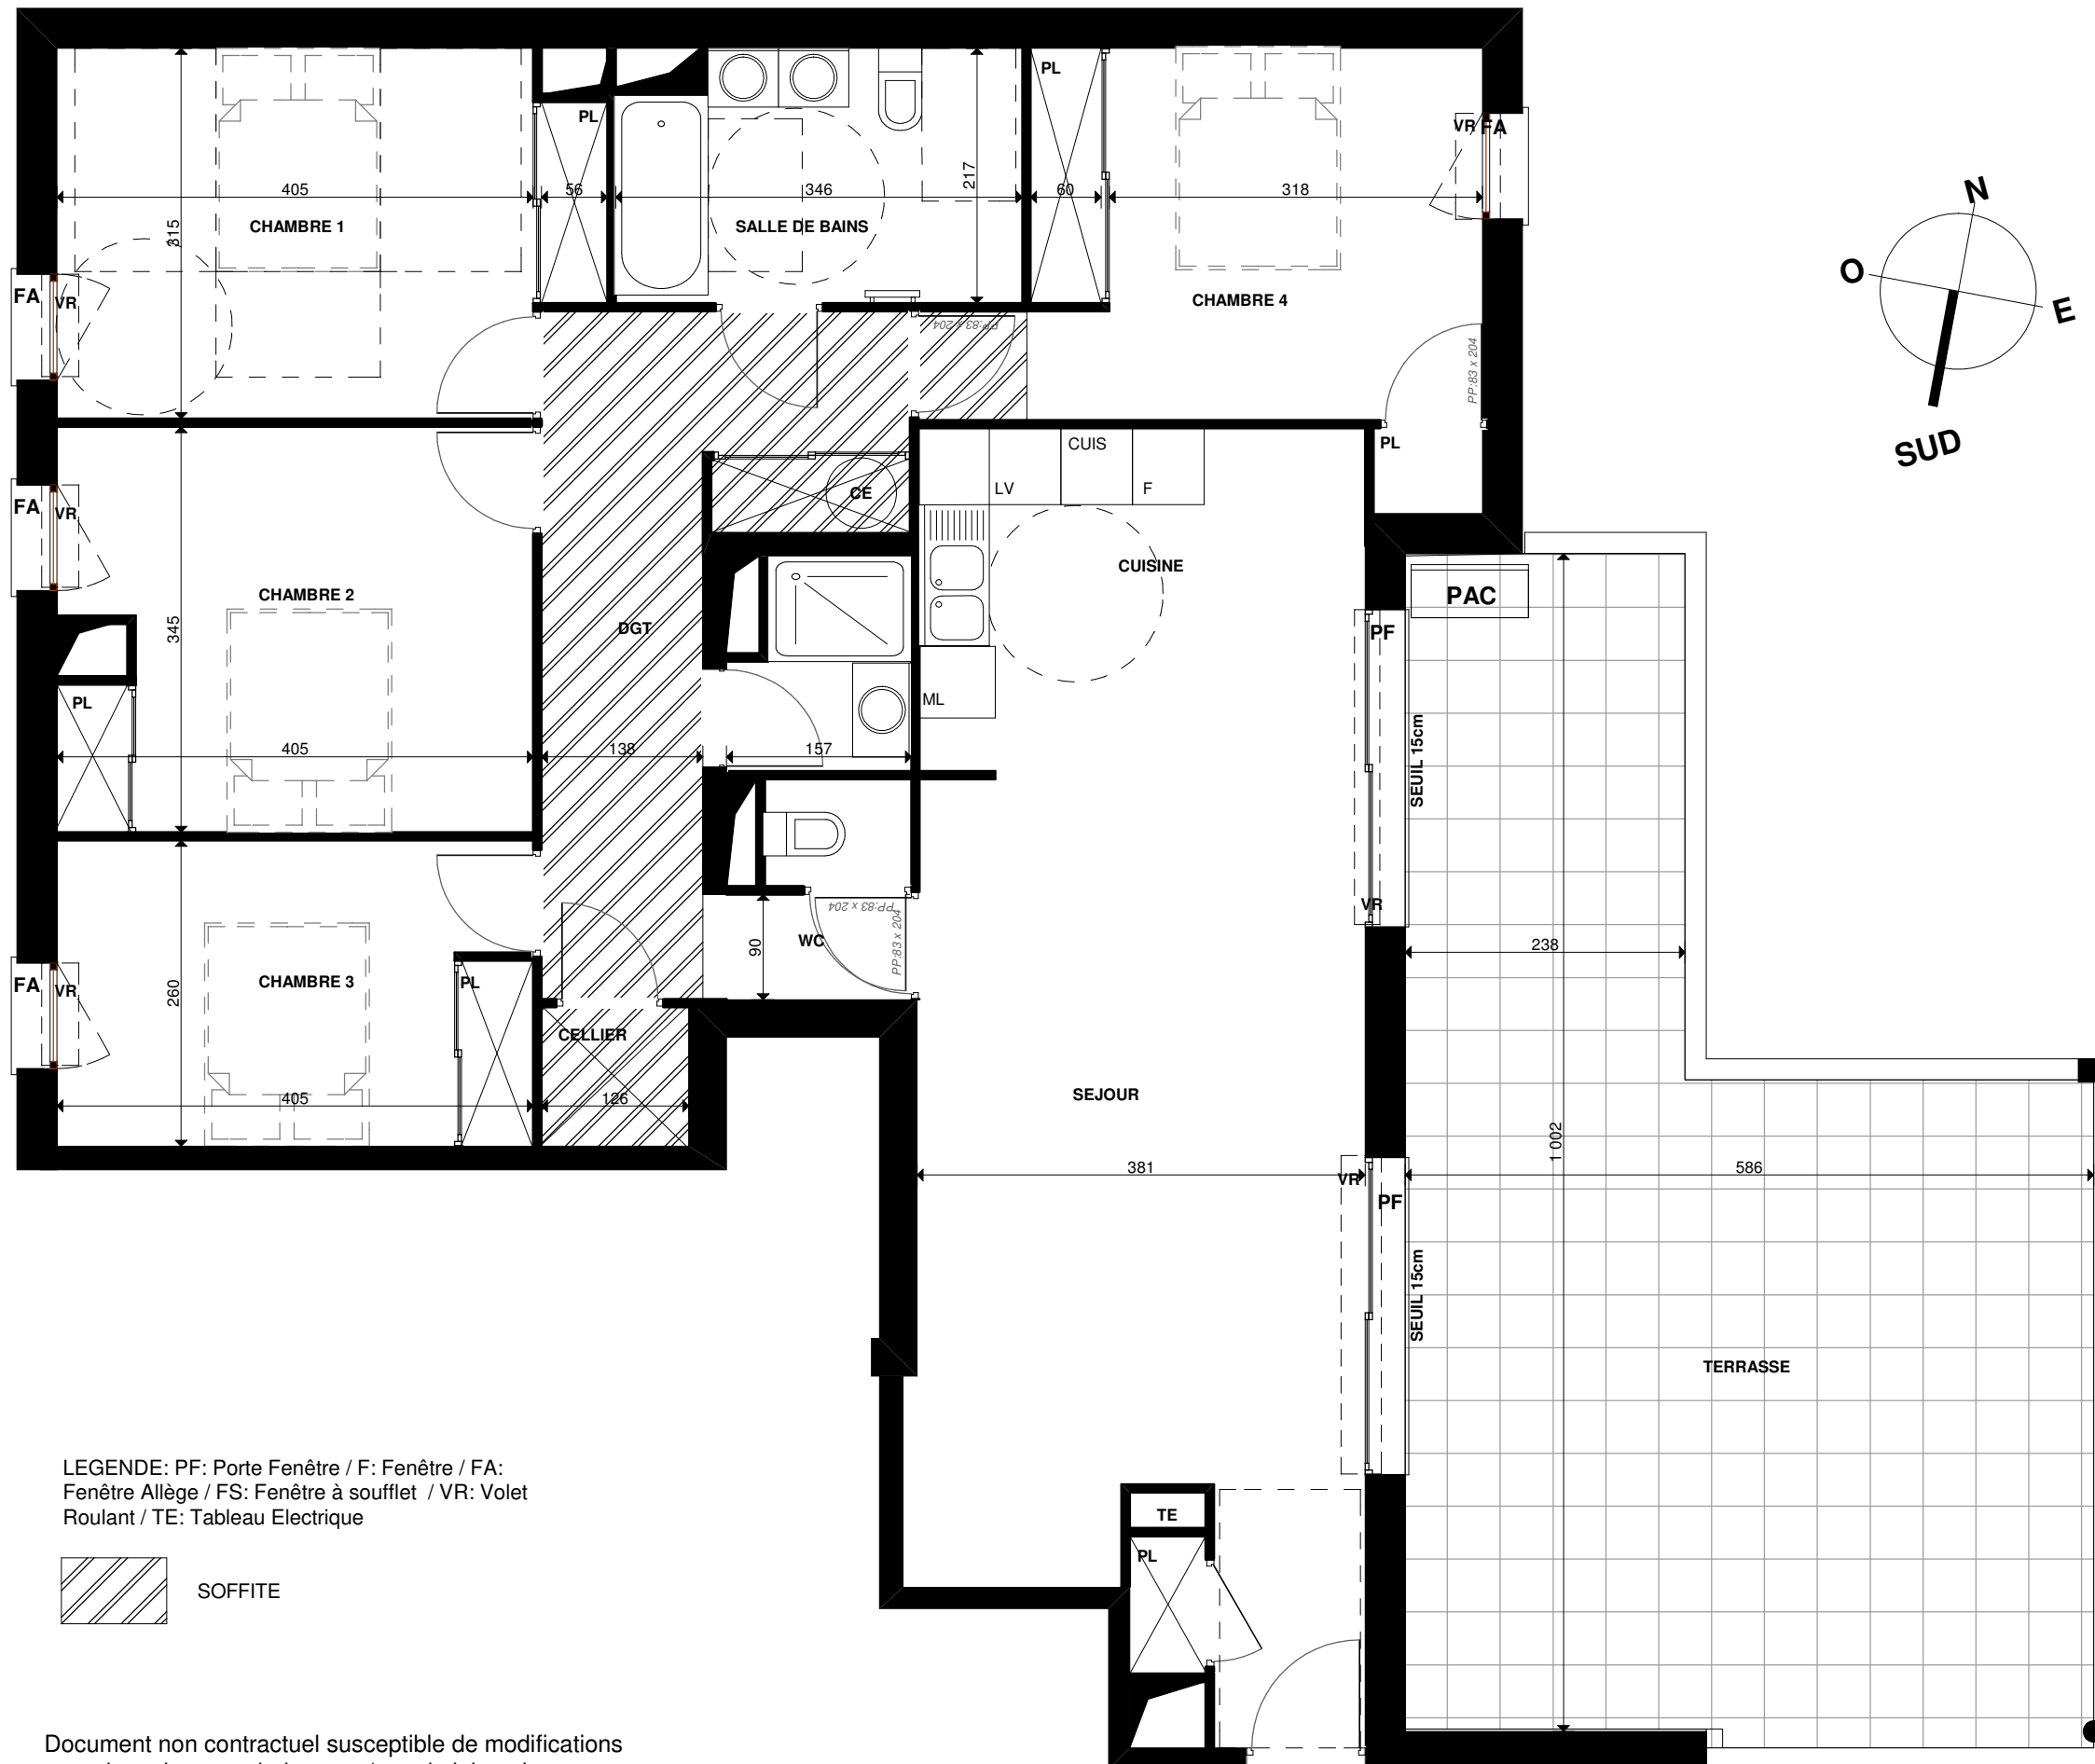 PL
PL
VR FA
N
405
56
346
217
60
318
315
CHAMBRE 1
SALLE DE BAINS
CHAMBRE 4
O
E
SUD
FA VR
PP:83 x 204
PP:83 x 204
CUIS
PL
LV
F
CE
FA VR
CUISINE
CHAMBRE 2
PAC
345
DGT
PF
PL
ML
405
138
157
SEUIL 15cm
VR
PP:83 x 204
PP:83 x 204
WC
90
238
CHAMBRE 3
PL
FA VR
260
CELLIER
SEJOUR
405
126
1 002
381
586
VR
PF
SEUIL 15cm
TERRASSE
LEGENDE: PF: Porte Fenêtre / F: Fenêtre / FA:
Fenêtre Allège / FS: Fenêtre à soufflet / VR: Volet
Roulant / TE: Tableau Electrique
TE
PL
SOFFITE
Document non contractuel susceptible de modifications